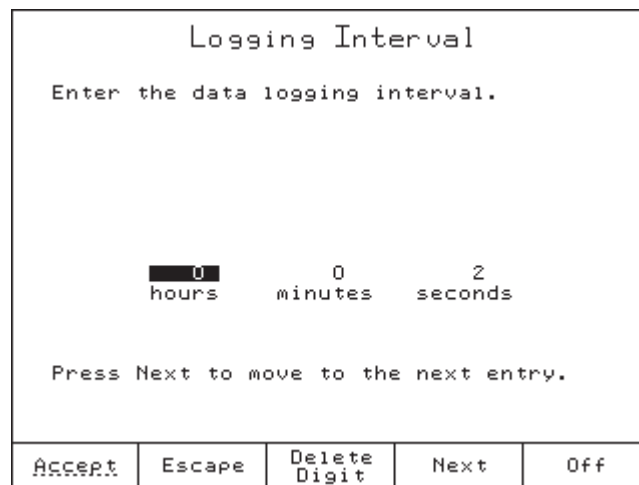 Logging Interval
Enter the data logging interval.
0 0 2
hours minutes seconds
Press Next to move to the next entry.
Accept Escape Delete Digit Next Off